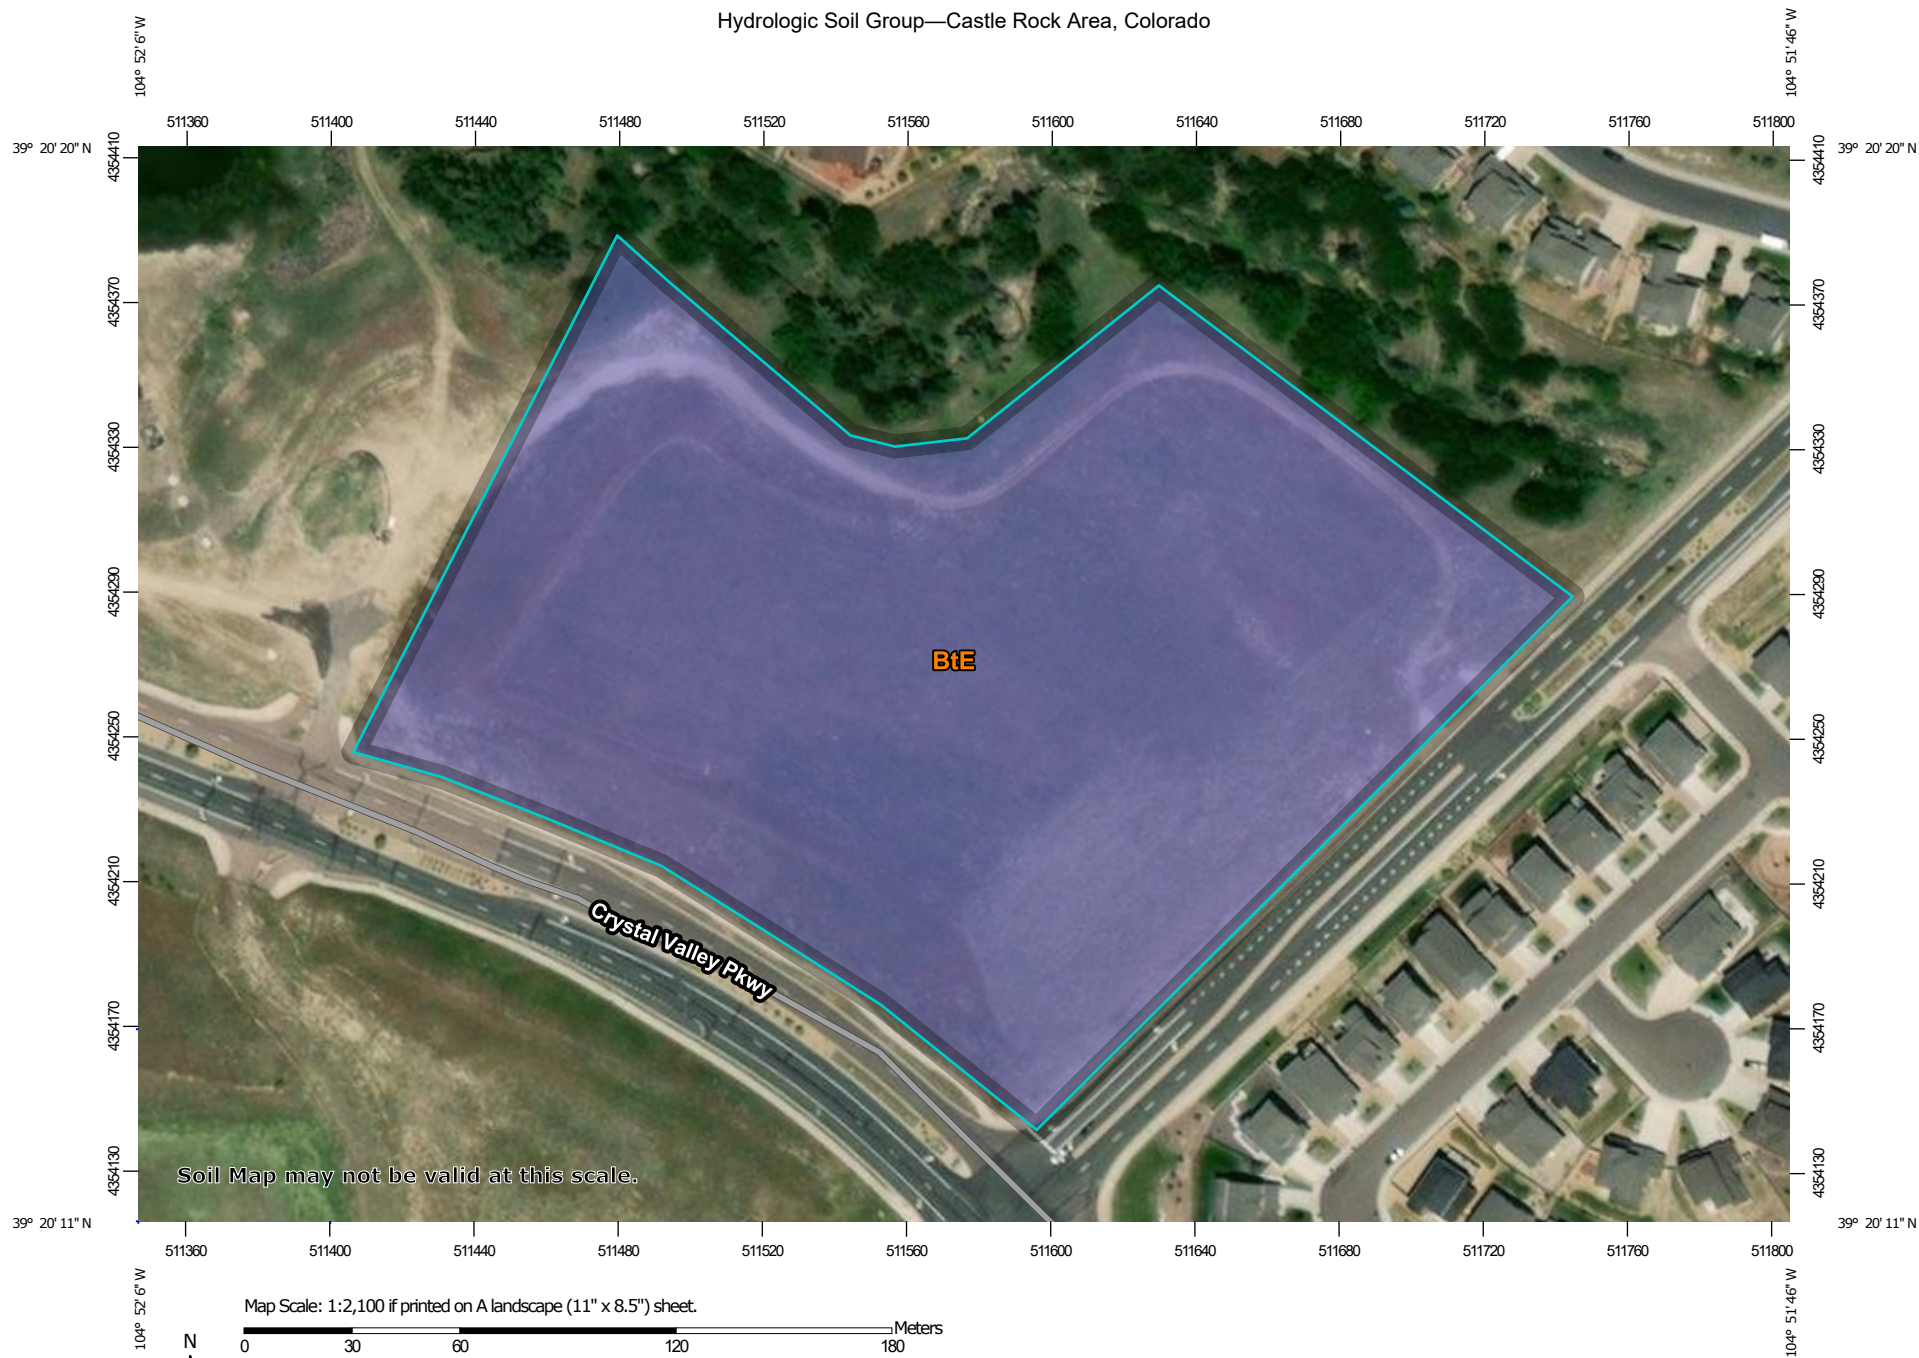 Hydrologic Soil Group—Castle Rock Area, Colorado
104° 52' 6" W
104° 51' 46" W
511360 511400 511440 511480 511520 511560 511600 511640 511680 511720 511760 511800
39° 20' 20" N
39° 20' 20" N
4354410
4354370
4354330
4354290
4354250
4354210
4354170
4354130
4354410
4354370
4354330
4354290
4354250
4354210
4354170
4354130
BtE
Crystal Valley Pkwy
Soil Map may not be valid at this scale.
39° 20' 11" N
39° 20' 11" N
511360 511400 511440 511480 511520 511560 511600 511640 511680 511720 511760 511800
104° 52' 6" W
104° 51' 46" W
Map Scale: 1:2,100 if printed on A landscape (11" x 8.5") sheet.
Meters
N
0 30 60 120 180